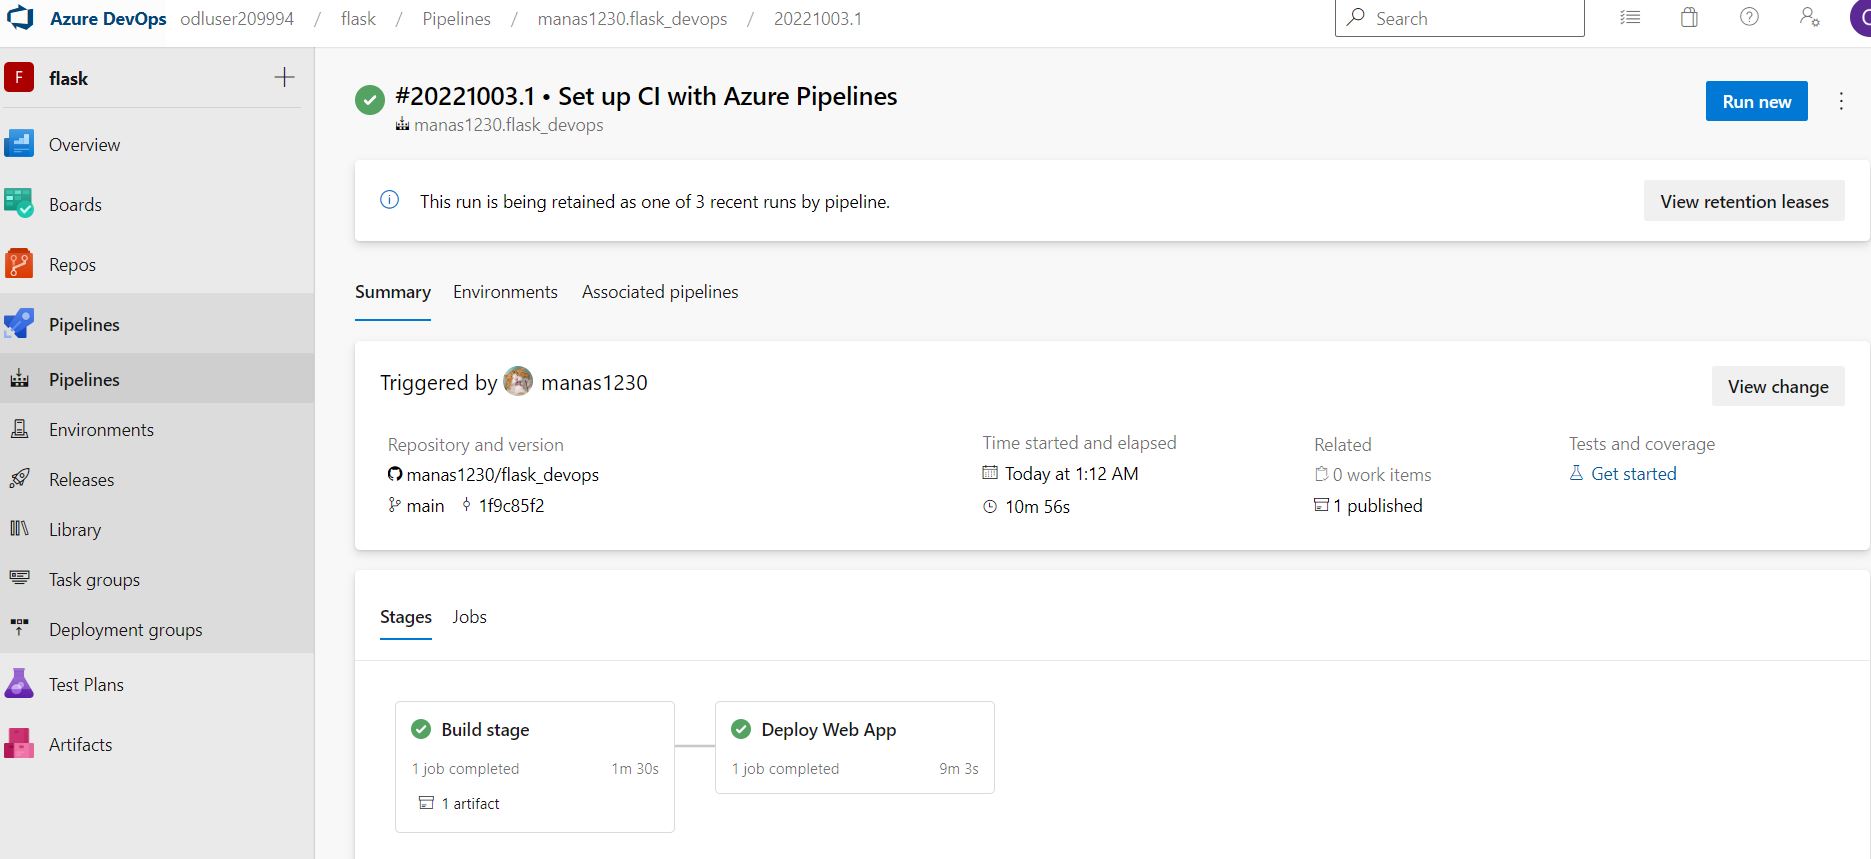 Azure DevOps odluser209994 / flask / Pipelines / manas1230.flask_devops / 20221003.1
Search
F flask
Overview
Boards
Repos
Pipelines
Pipelines
Environments
Releases
Library
Task groups
Deployment groups
Test Plans
Artifacts
#20221003.1 • Set up CI with Azure Pipelines
manas1230.flask_devops
Run new
This run is being retained as one of 3 recent runs by pipeline.
View retention leases
Summary Environments Associated pipelines
Triggered by manas1230
View change
Repository and version
manas1230/flask_devops
main 1f9c85f2
Time started and elapsed
Today at 1:12 AM
10m 56s
Related
0 work items
1 published
Tests and coverage
Get started
Stages Jobs
Build stage
1 job completed 1m 30s
1 artifact
Deploy Web App
1 job completed 9m 3s